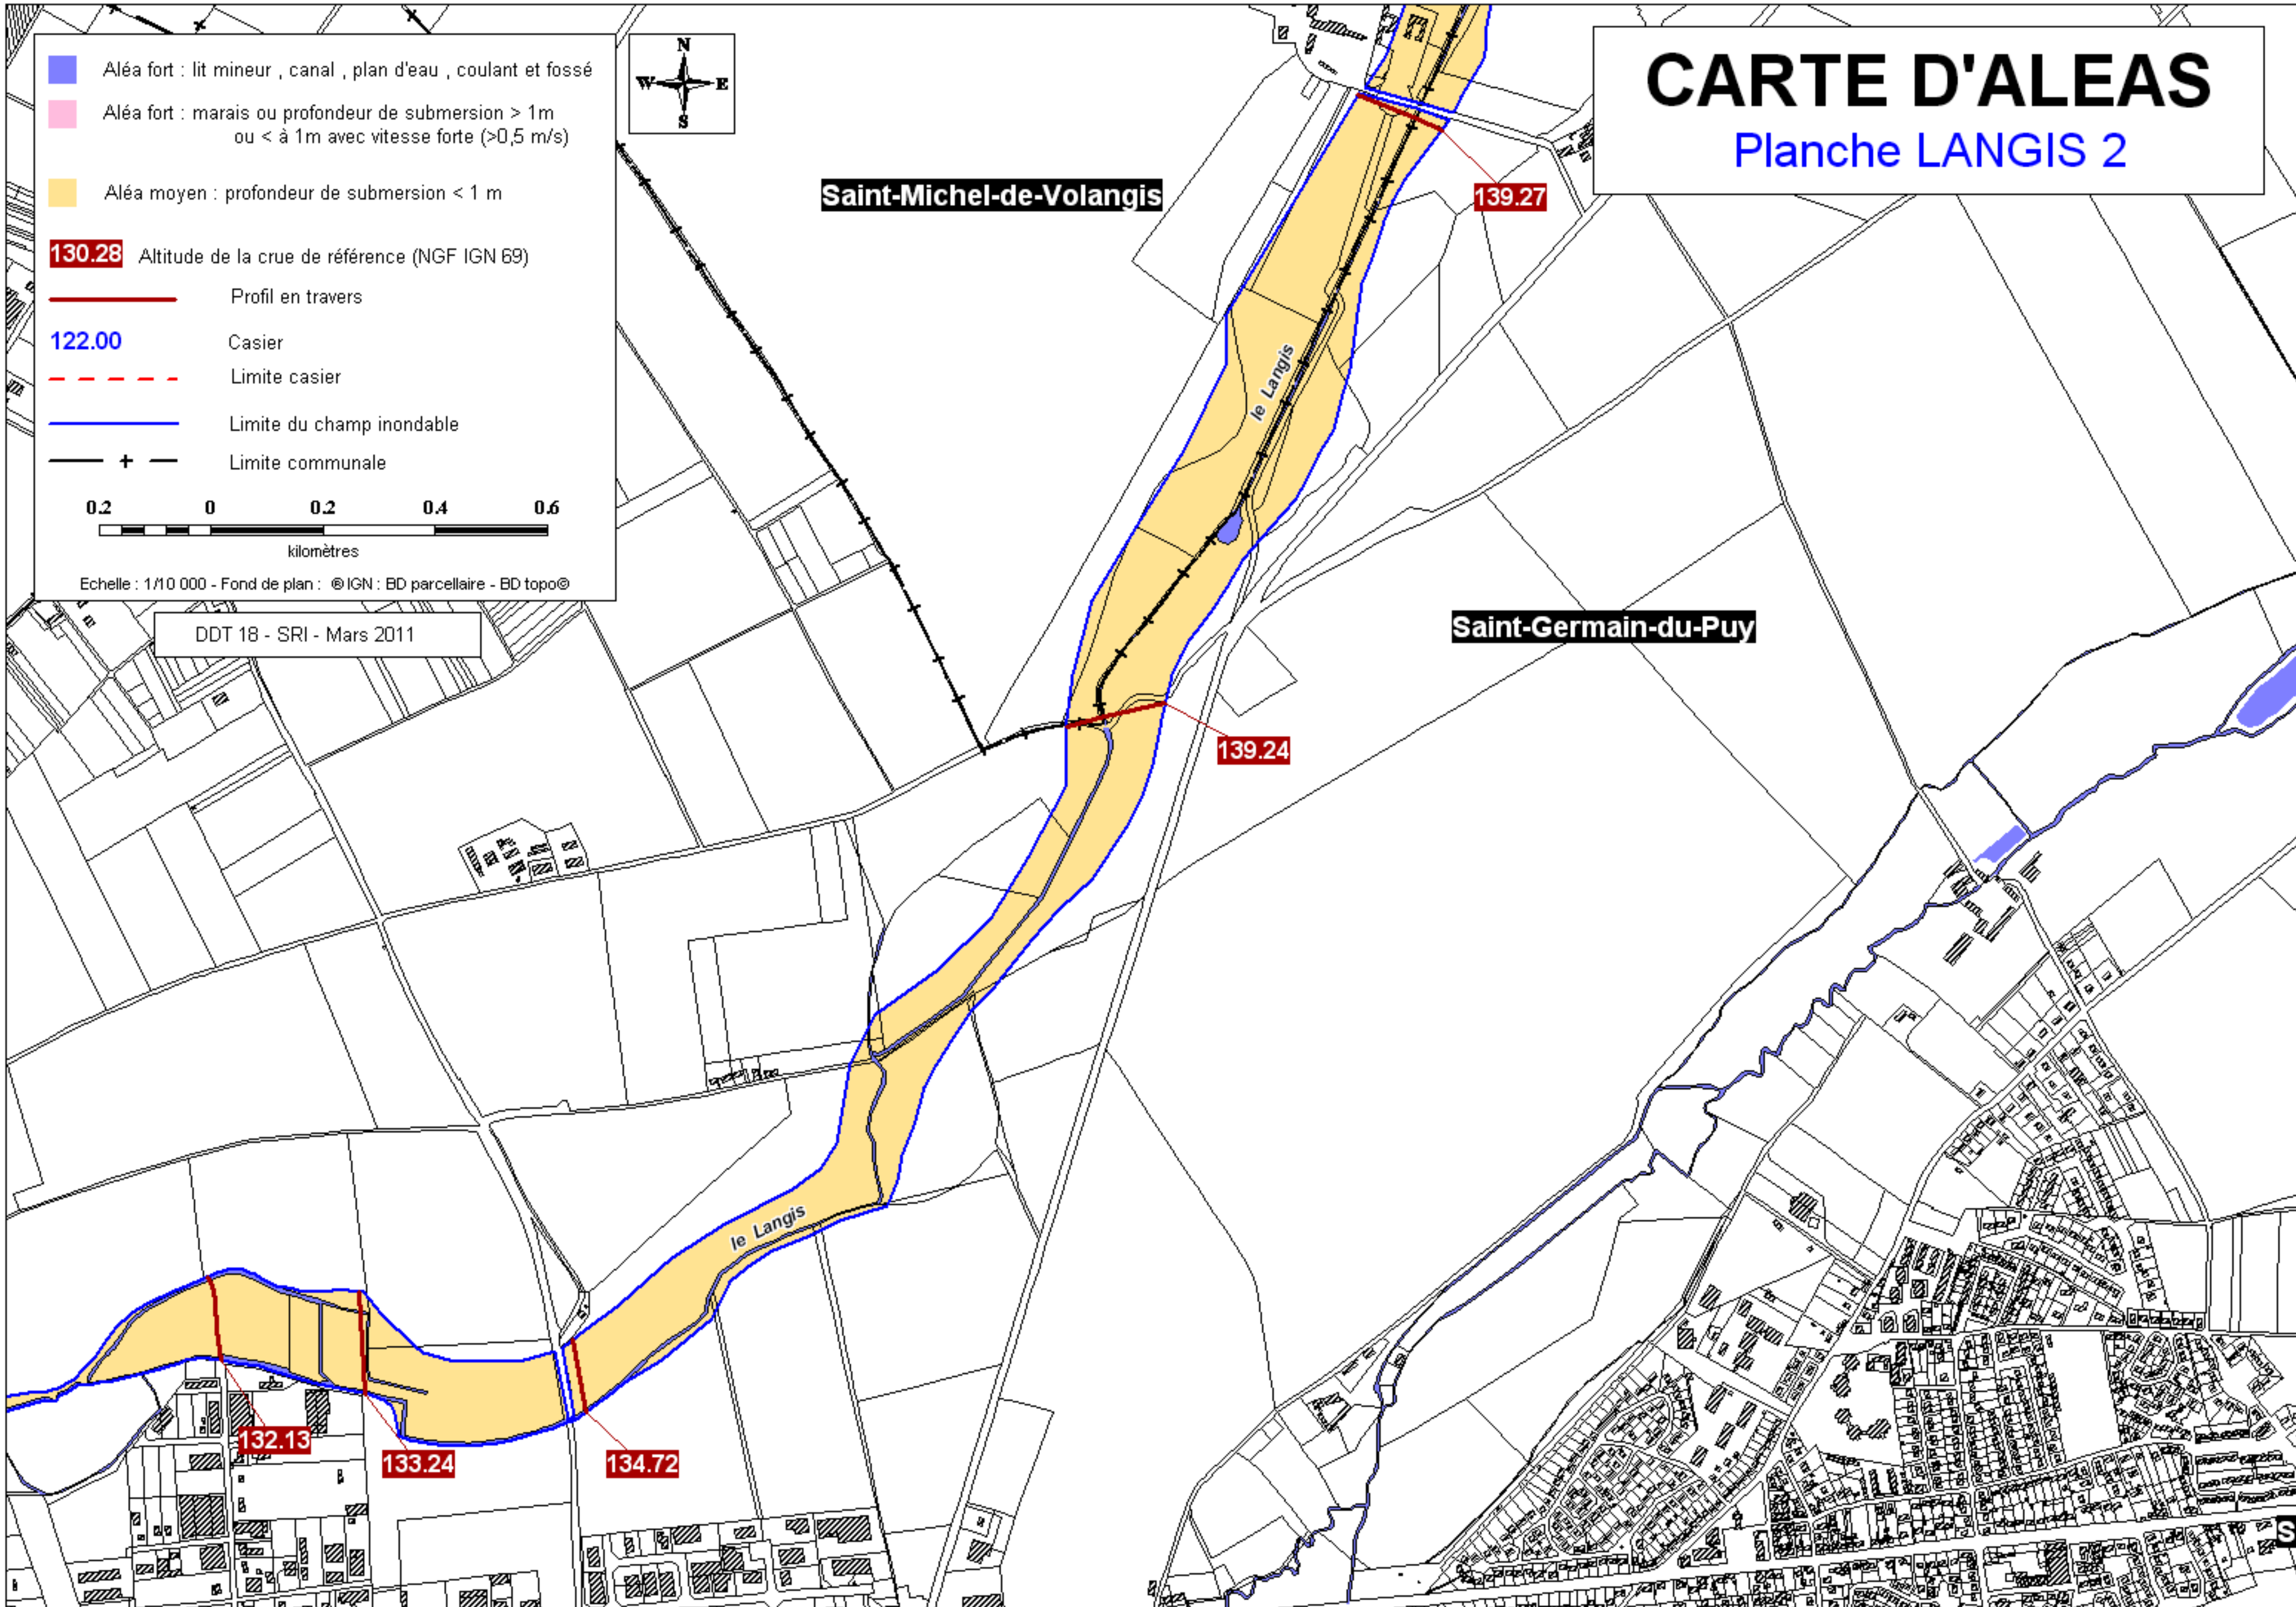 Aléa fort : lit mineur , canal , plan d'eau , coulant et fossé
Aléa fort : marais ou profondeur de submersion > 1m
ou < à 1m avec vitesse forte (>0,5 m/s)
Aléa moyen : profondeur de submersion < 1 m
130.28 Altitude de la crue de référence (NGF IGN 69)
Profil en travers
122.00 Casier
Limite casier
Limite du champ inondable
Limite communale
0.2 0 0.2 0.4 0.6
kilomètres
Echelle : 1/10 000 - Fond de plan : ®IGN : BD parcellaire - BD topo©
DDT 18 - SRI - Mars 2011
N
W E
S
CARTE D'ALEAS
Planche LANGIS 2
Saint-Michel-de-Volangis
139.27
le Langis
Saint-Germain-du-Puy
139.24
le Langis
132.13
133.24
134.72
S